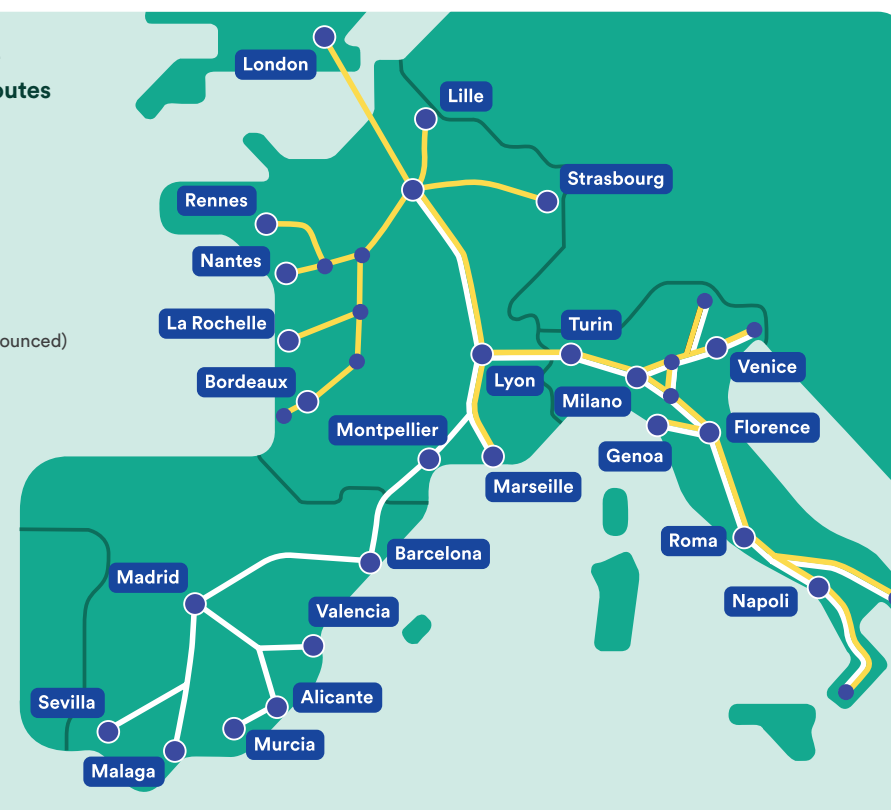 outes
London
Lille
Strasbourg
Rennes
Nantes
La Rochelle
ounced)
Turin
Bordeaux
Lyon
Venice
Milano
Montpellier
Florence
Genoa
Marseille
Roma
Barcelona
Madrid
Napoli
Valencia
Sevilla
Alicante
Murcia
Malaga